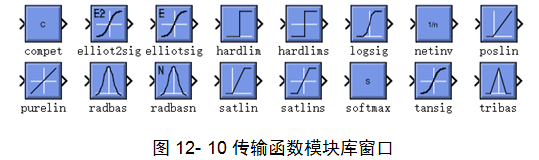 C E2 E 1/n
compet elliot2sig elliotsig hardlim hardlims logsig netinv poslin
N S
purelin radbas radbasn satlin satlins softmax tansig tribas
图 12- 10 传输函数模块库窗口